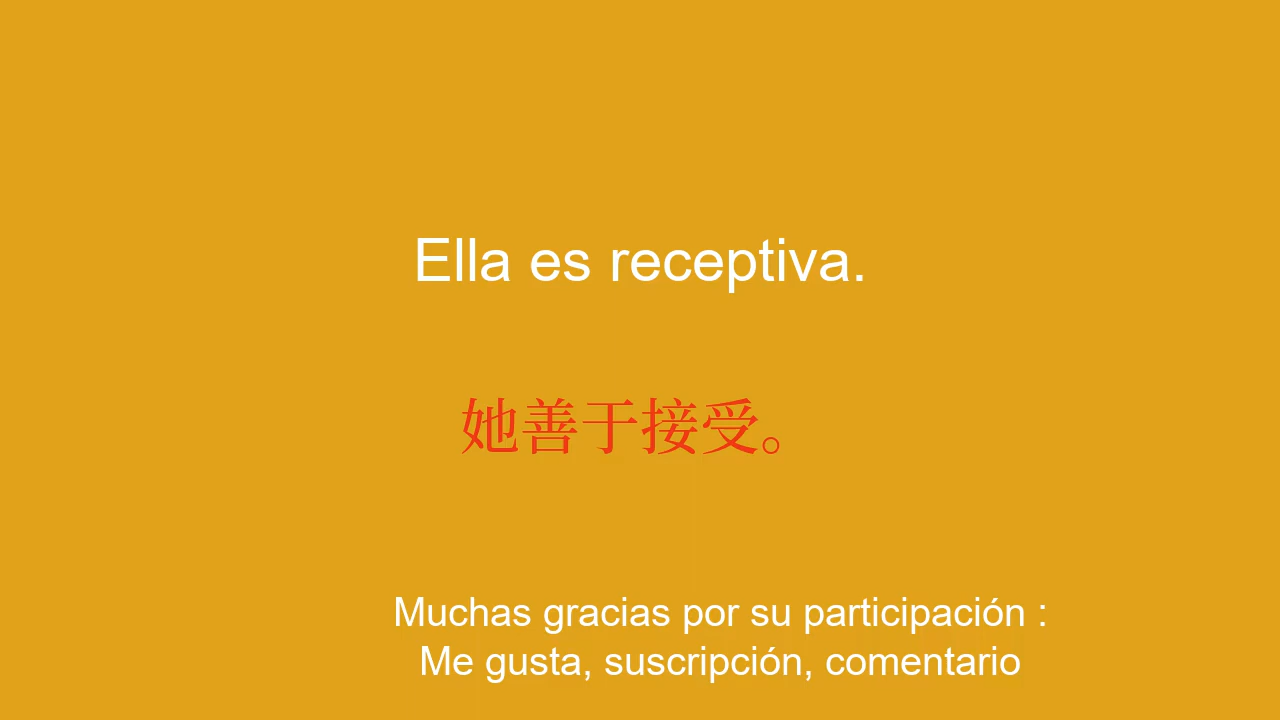 Ella es receptiva.
她善于接受。
Muchas gracias por su participación :
Me gusta, suscripción, comentario